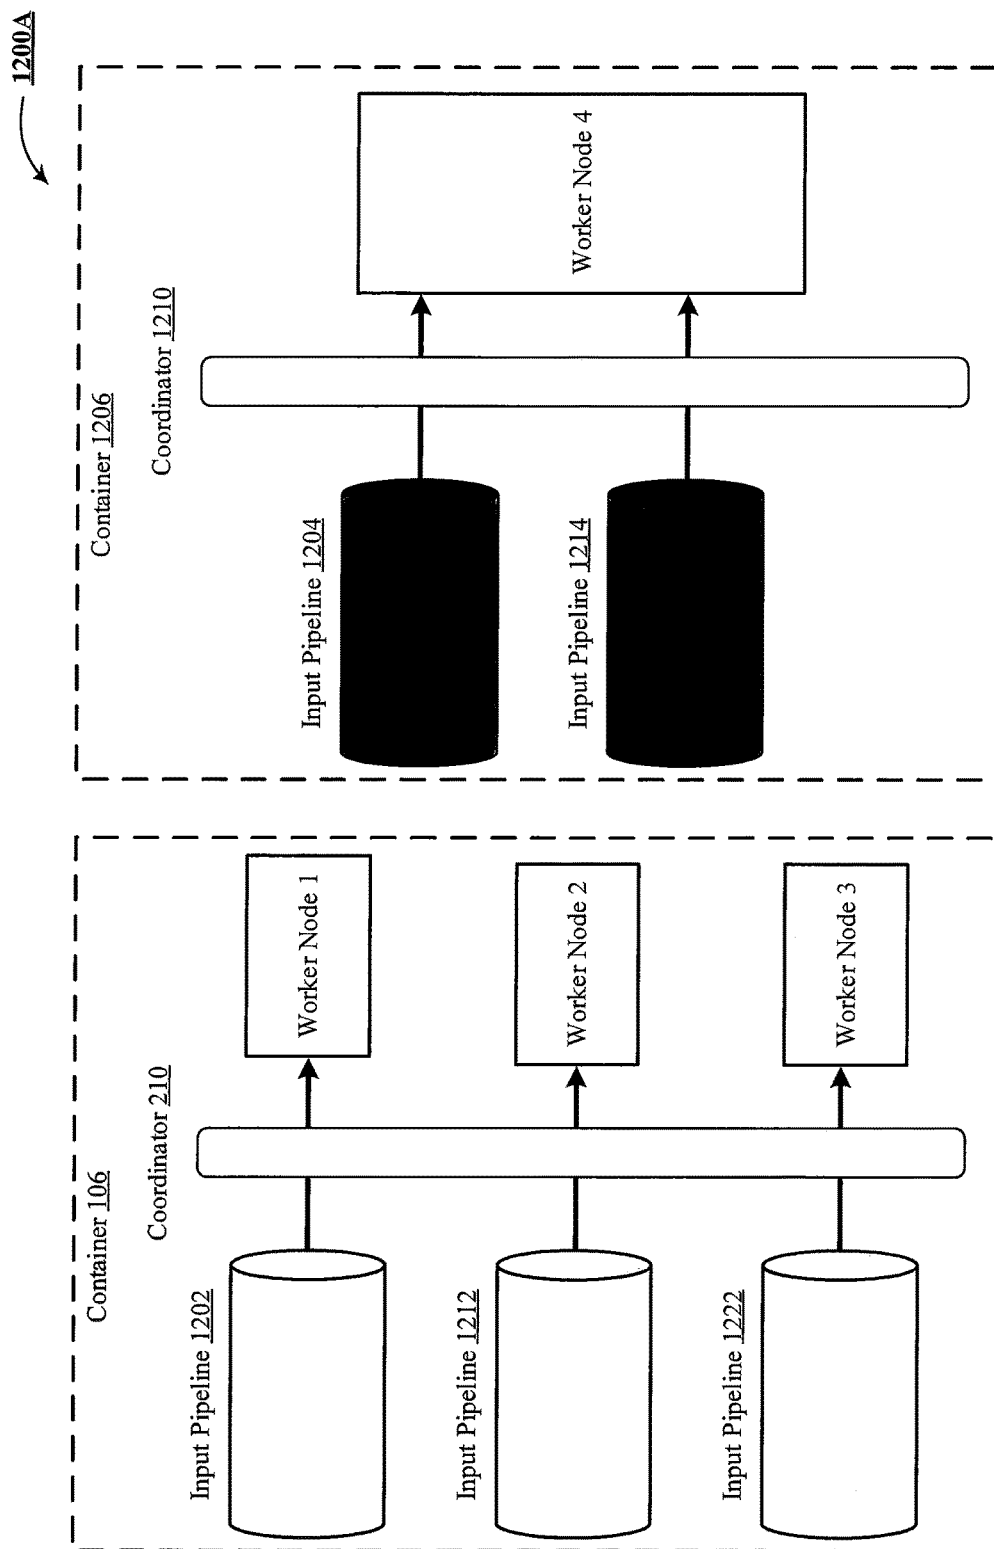 1200A
Container 106
Coordinator 210
Input Pipeline 1202
Worker Node 1
Input Pipeline 1212
Worker Node 2
Input Pipeline 1222
Worker Node 3
Container 1206
Coordinator 1210
Input Pipeline 1204
Input Pipeline 1214
Worker Node 4